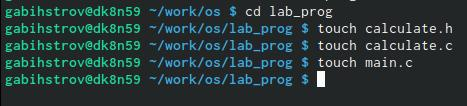 gabihstrov@dk8n59 ~/work/os $ cd lab_prog
gabihstrov@dk8n59 ~/work/os/lab_prog $ touch calculate.h
gabihstrov@dk8n59 ~/work/os/lab_prog $ touch calculate.c
gabihstrov@dk8n59 ~/work/os/lab_prog $ touch main.c
gabihstrov@dk8n59 ~/work/os/lab_prog $